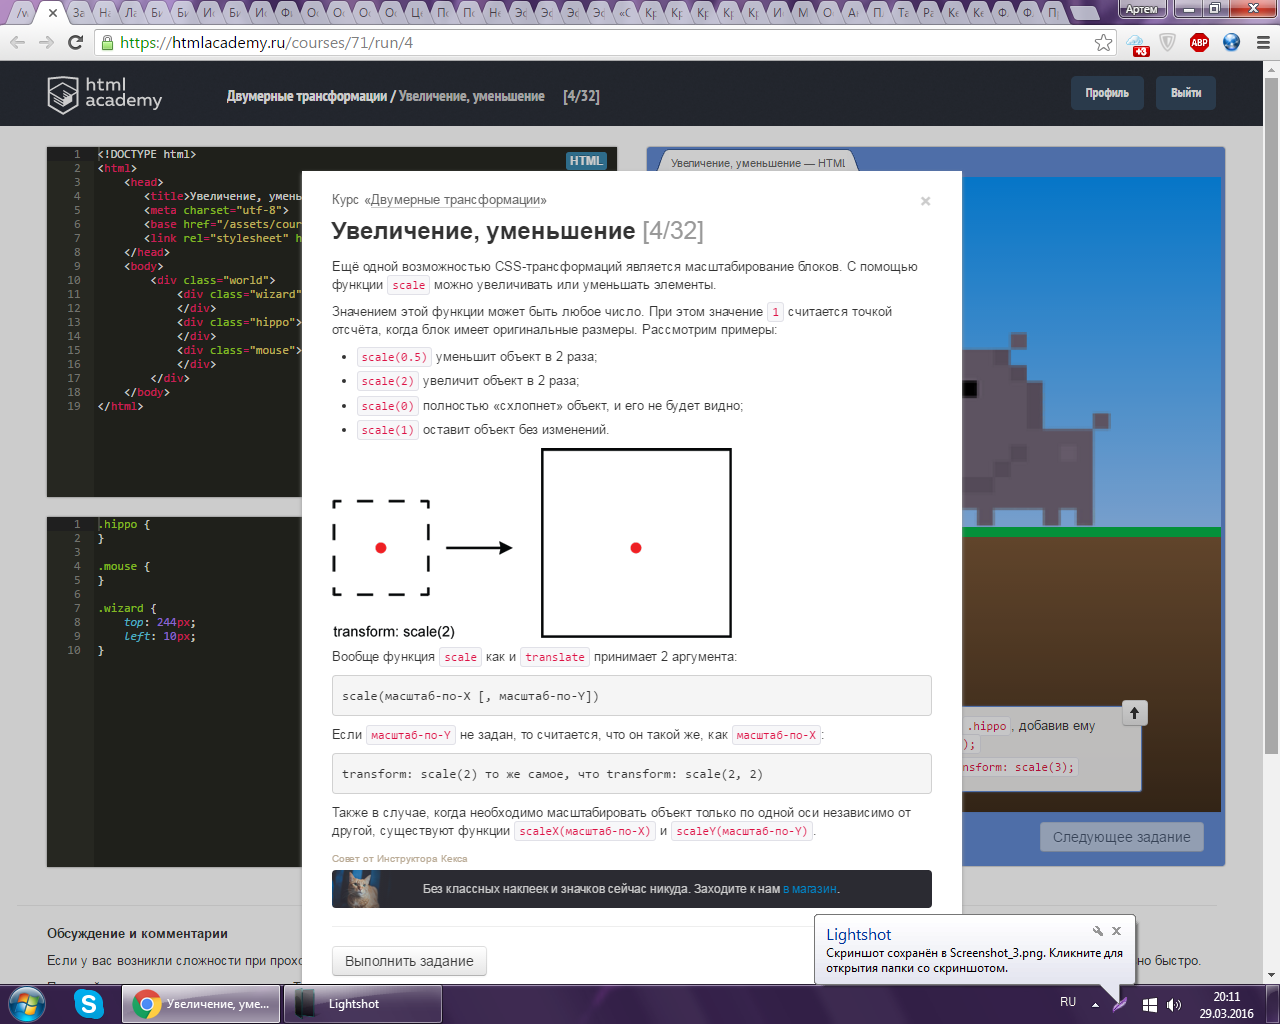 Артем
https://htmlacademy.ru/courses/71/run/4
+3
ABP
html
academy
Двумерные трансформации / Увеличение, уменьшение [4/32]
Профиль
Выйти
1 <!DOCTYPE html>
2 <html>
3 <head>
4 <title>Увеличение, умень
5 <meta charset="utf-8">
6 <base href="/assets/cour
7 <link rel="stylesheet" h
8 </head>
9 <body>
10 <div class="world">
11 <div class="wizard"
12 </div>
13 <div class="hippo">
14 </div>
15 <div class="mouse">
16 </div>
17 </div>
18 </body>
19 </html>
HTML
1 .hippo {
2 }
3
4 .mouse {
5 }
6
7 .wizard {
8 top: 244px;
9 left: 10px;
10 }
Увеличение, уменьшение — HTML
Курс «Двумерные трансформации»
Увеличение, уменьшение [4/32]
Ещё одной возможностью CSS-трансформаций является масштабирование блоков. С помощью
функции scale можно увеличивать или уменьшать элементы.
Значением этой функции может быть любое число. При этом значение 1 считается точкой
отсчёта, когда блок имеет оригинальные размеры. Рассмотрим примеры:
scale(0.5) уменьшит объект в 2 раза;
scale(2) увеличит объект в 2 раза;
scale(0) полностью «схлопнет» объект, и его не будет видно;
scale(1) оставит объект без изменений.
transform: scale(2)
Вообще функция scale как и translate принимает 2 аргумента:
scale(масштаб-по-X [, масштаб-по-Y])
Если масштаб-по-Y не задан, то считается, что он такой же, как масштаб-по-X:
transform: scale(2) то же самое, что transform: scale(2, 2)
Также в случае, когда необходимо масштабировать объект только по одной оси независимо от
другой, существуют функции scaleX(масштаб-по-X) и scaleY(масштаб-по-Y).
Совет от Инструктора Кекса
Без классных наклеек и значков сейчас никуда. Заходите к нам в магазин.
Выполнить задание
.hippo, добавив ему
);
nsform: scale(3);
Следующее задание
Обсуждение и комментарии
Если у вас возникли сложности при прохо
но быстро.
Lightshot
Скриншот сохранён в Screenshot_3.png. Кликните для
открытия папки со скриншотом.
Увеличение, уме...
Lightshot
RU
20:11
29.03.2016